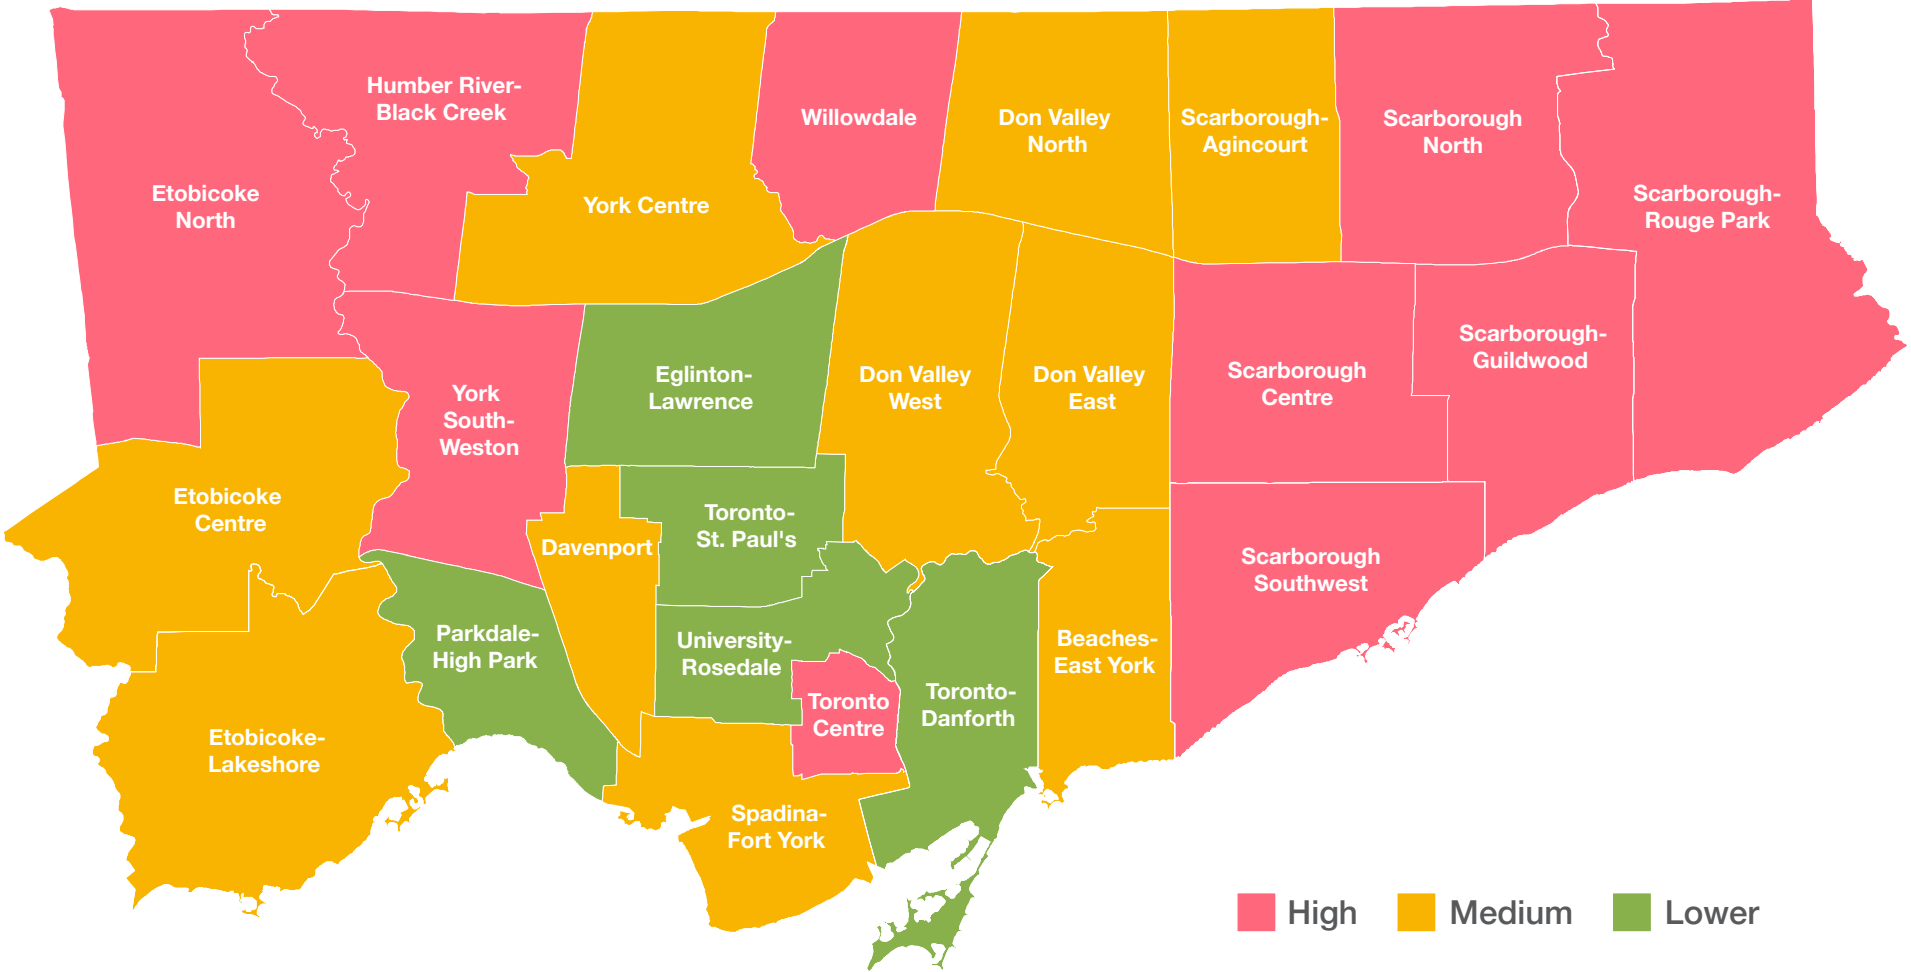 Humber River-
Black Creek
Willowdale
Don Valley
North
Scarborough-
Agincourt
Scarborough
North
Etobicoke
North
York Centre
Scarborough-
Rouge Park
York
South-
Weston
Eglinton-
Lawrence
Don Valley
West
Don Valley
East
Scarborough
Centre
Scarborough-
Guildwood
Etobicoke
Centre
Davenport
Toronto-
St. Paul's
Scarborough
Southwest
Parkdale-
High Park
University-
Rosedale
Toronto
Centre
Toronto-
Danforth
Beaches-
East York
Etobicoke-
Lakeshore
Spadina-
Fort York
High
Medium
Lower